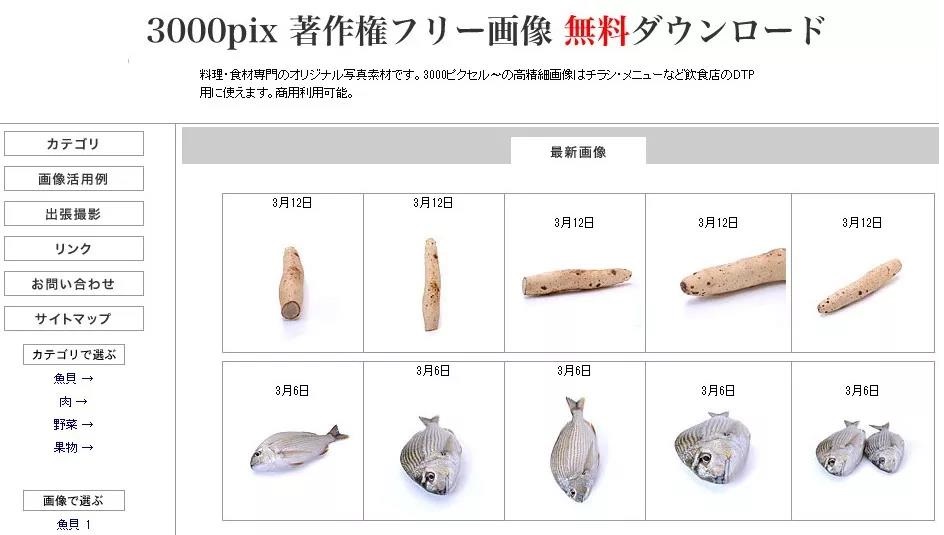 3000pix 著作権フリー画像 無料ダウンロード
料理・食材専門のオリジナル写真素材です。3000ピクセル～の高精細画像はチラシ・メニューなど飲食店のDTP
用に使えます。商用利用可能。
カテゴリ
画像活用例
出張撮影
リンク
お問い合わせ
サイトマップ
カテゴリで選ぶ
魚貝 →
肉 →
野菜 →
果物 →
画像で選ぶ
魚貝 1
最新画像
3月12日 3月12日 3月12日 3月12日 3月12日
3月6日 3月6日 3月6日 3月6日 3月6日